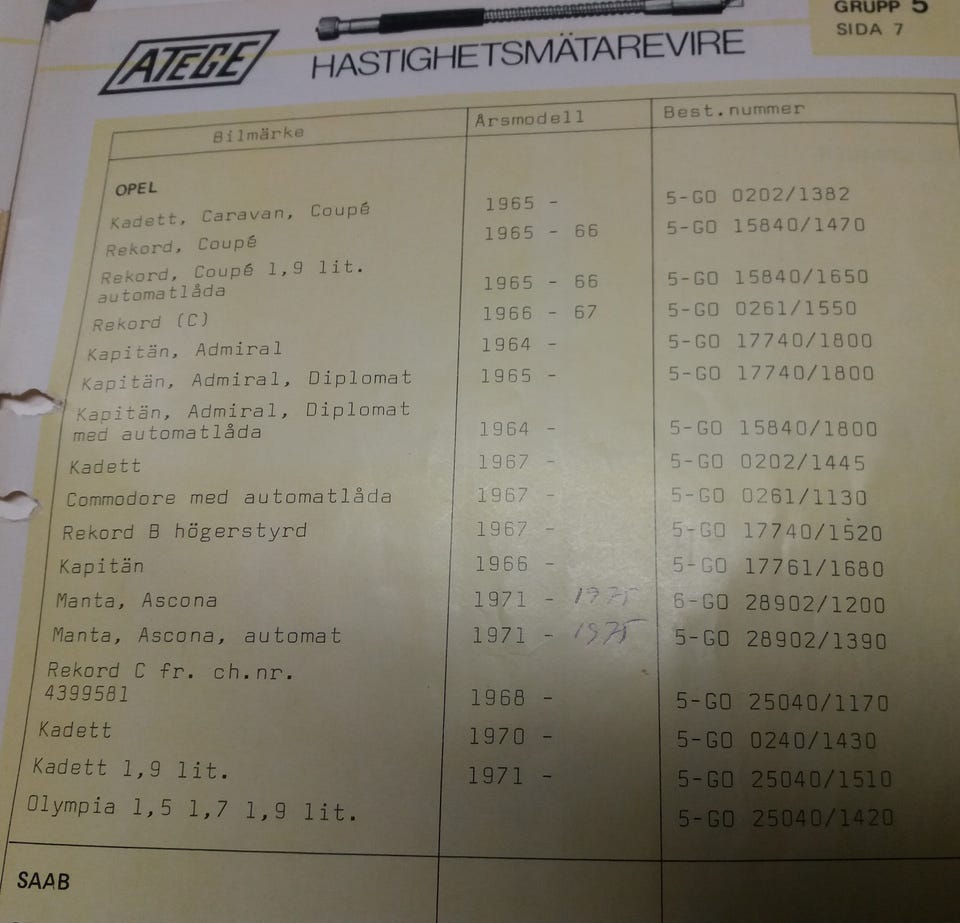 GRUPP 5
SIDA 7
ATEGE
HASTIGHETSMÄTAREVIRE
Bilmärke Årsmodell Best.nummer
OPEL
Kadett, Caravan, Coupé 1965 - 5-GO 0202/1382
Rekord, Coupé 1965 - 66 5-GO 15840/1470
Rekord, Coupé 1,9 lit.
automatlåda 1965 - 66 5-GO 15840/1650
Rekord (C) 1966 - 67 5-GO 0261/1550
Kapitän, Admiral 1964 - 5-GO 17740/1800
Kapitän, Admiral, Diplomat 1965 - 5-GO 17740/1800
Kapitän, Admiral, Diplomat
med automatlåda 1964 - 5-GO 15840/1800
Kadett 1967 - 5-GO 0202/1445
Commodore med automatlåda 1967 - 5-GO 0261/1130
Rekord B högerstyrd 1967 - 5-GO 17740/1520
Kapitän 1966 - 5-GO 17761/1680
Manta, Ascona 1971 - 1975 6-GO 28902/1200
Manta, Ascona, automat 1971 - 1975 5-GO 28902/1390
Rekord C fr. ch.nr.
4399581 1968 - 5-GO 25040/1170
Kadett 1970 - 5-GO 0240/1430
Kadett 1,9 lit. 1971 - 5-GO 25040/1510
Olympia 1,5 1,7 1,9 lit. 5-GO 25040/1420
SAAB